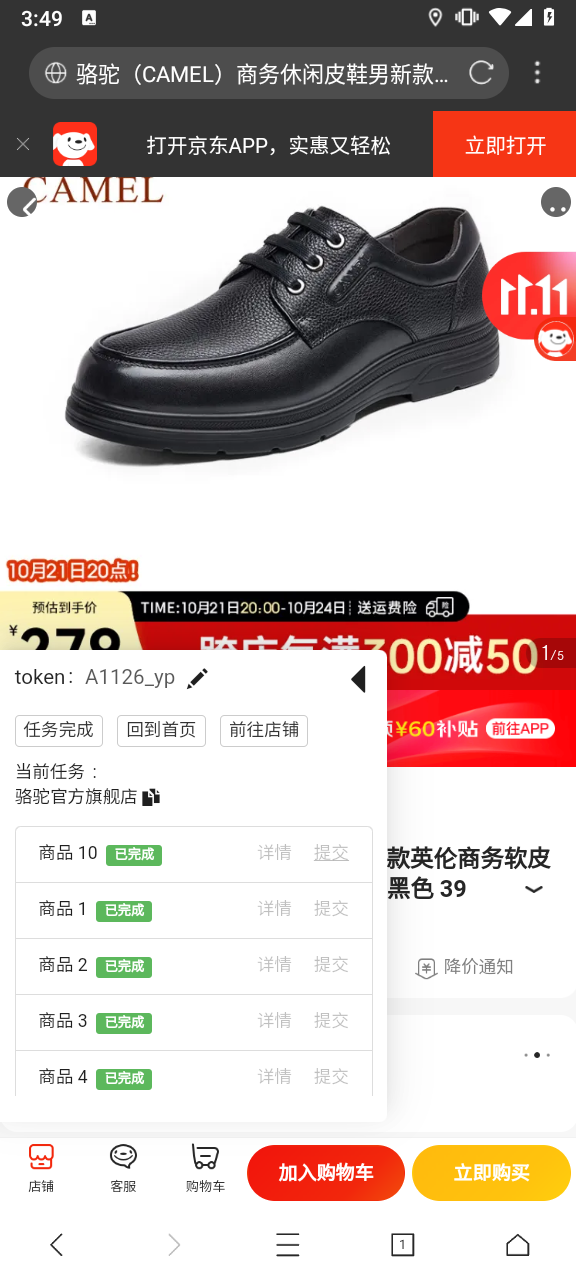 3:49
骆驼（CAMEL）商务休闲皮鞋男新款...
打开京东APP，实惠又轻松
立即打开
CAMEL
11.11
10月21日20点!
预估到手价
TIME:10月21日20:00-10月24日 送运费险
¥279
跨店每满300减50
1/5
token： A1126_yp
¥60补贴 前往APP
任务完成
回到首页
前往店铺
当前任务：
骆驼官方旗舰店
商品 10 已完成 详情 提交
款英伦商务软皮
黑色 39
商品 1 已完成 详情 提交
商品 2 已完成 详情 提交
降价通知
商品 3 已完成 详情 提交
商品 4 已完成 详情 提交
店铺
客服
购物车
加入购物车
立即购买
1